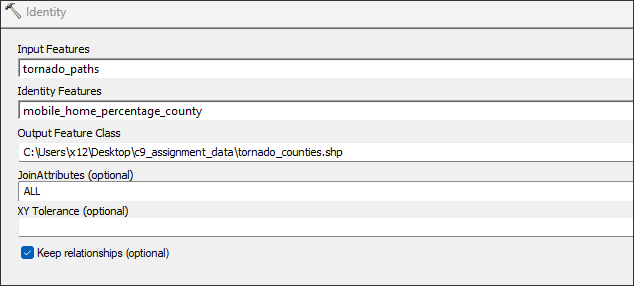 Identity
Input Features
tornado_paths
Identity Features
mobile_home_percentage_county
Output Feature Class
C:\Users\x12\Desktop\c9_assignment_data\tornado_counties.shp
JoinAttributes (optional)
ALL
XY Tolerance (optional)
Keep relationships (optional)